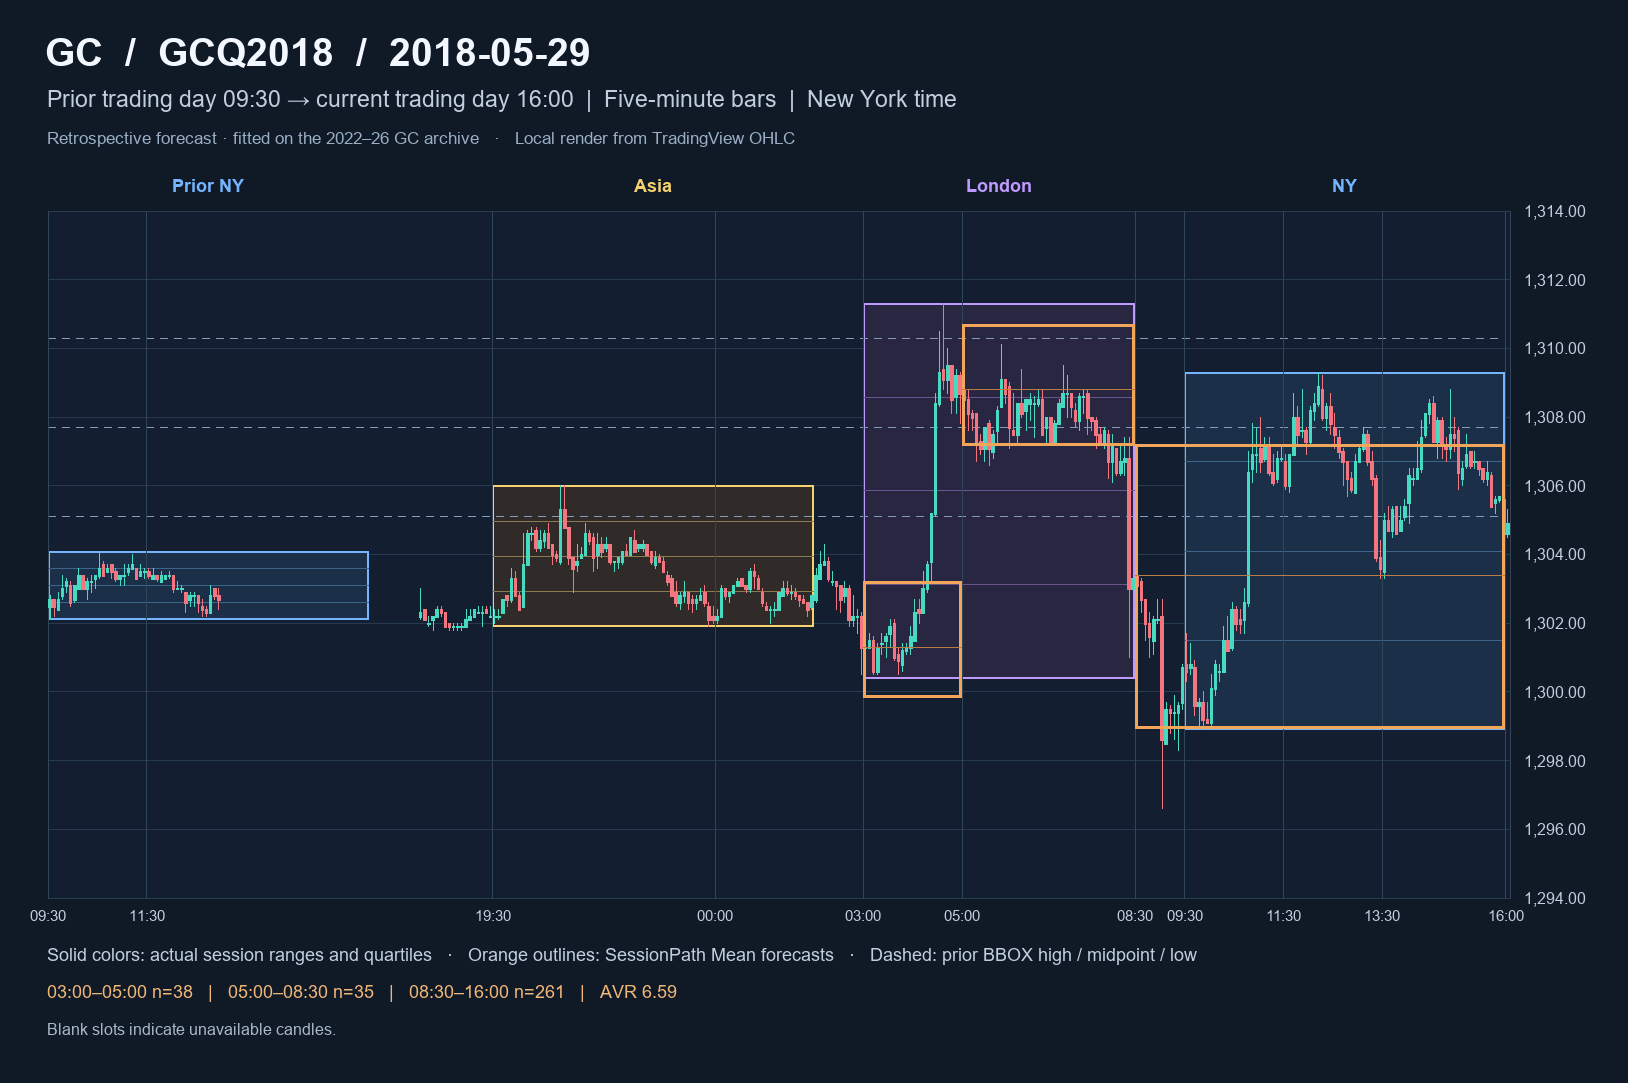 GC / GCQ2018 / 2018-05-29
Prior trading day 09:30 → current trading day 16:00 | Five-minute bars | New York time
Retrospective forecast · fitted on the 2022–26 GC archive · Local render from TradingView OHLC
Prior NY Asia London NY
1,314.00
1,312.00
1,310.00
1,308.00
1,306.00
1,304.00
1,302.00
1,300.00
1,298.00
1,296.00
1,294.00
09:30 11:30 19:30 00:00 03:00 05:00 08:30 09:30 11:30 13:30 16:00
Solid colors: actual session ranges and quartiles · Orange outlines: SessionPath Mean forecasts · Dashed: prior BBOX high / midpoint / low
03:00–05:00 n=38 | 05:00–08:30 n=35 | 08:30–16:00 n=261 | AVR 6.59
Blank slots indicate unavailable candles.